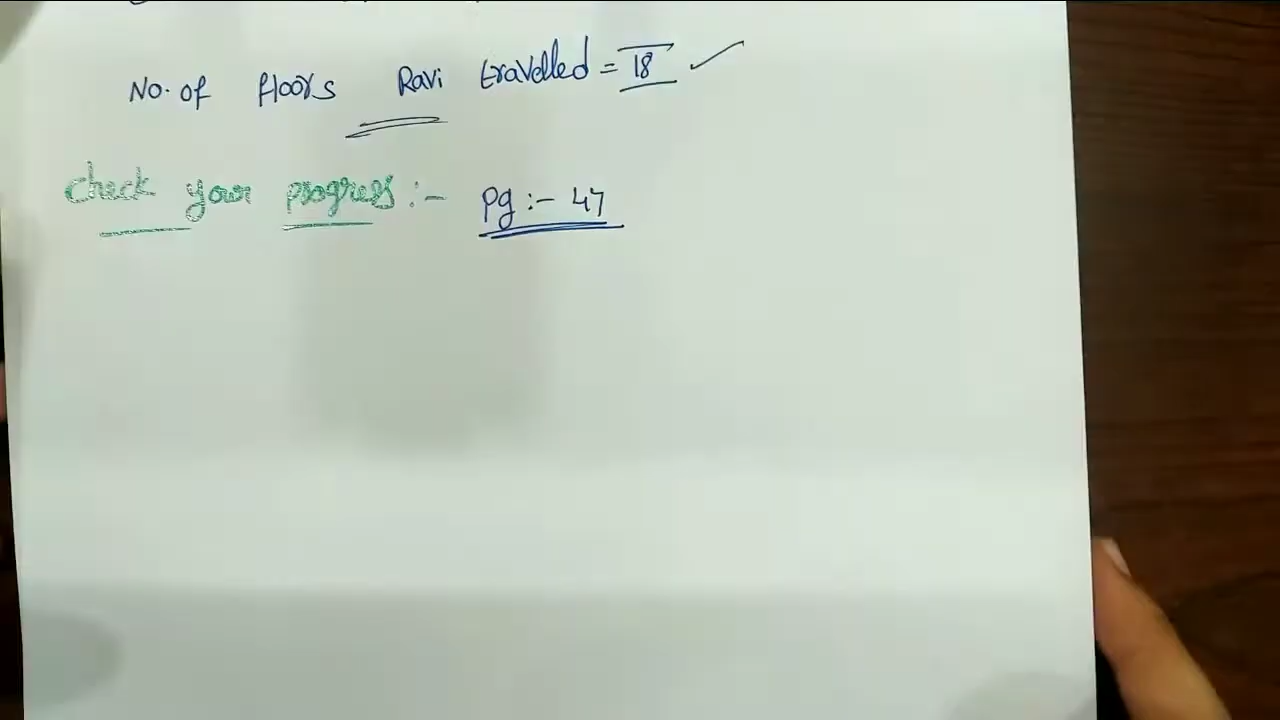 No. of floors Ravi travelled = 18 ✓
Check your progress :- Pg :- 47